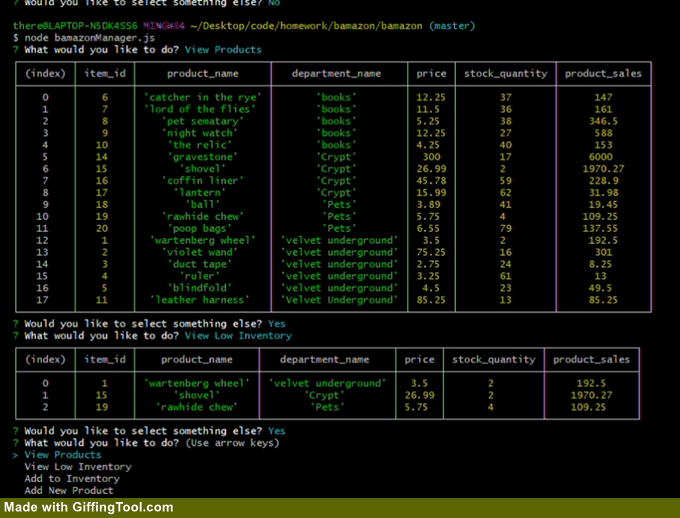 ? Would you like to select something else? No
there@LAPTOP-N5DK4SS6 MINGW64 ~/Desktop/code/homework/bamazon/bamazon (master)
$ node bamazonManager.js
? What would you like to do? View Products
(index) item_id product_name department_name price stock_quantity product_sales
0 6 'catcher in the rye' 'books' 12.25 37 147
1 7 'lord of the flies' 'books' 11.5 36 161
2 8 'pet sematary' 'books' 5.25 38 346.5
3 9 'night watch' 'books' 12.25 27 588
4 10 'the relic' 'books' 4.25 40 153
5 14 'gravestone' 'Crypt' 300 17 6000
6 15 'shovel' 'Crypt' 26.99 2 1970.27
7 16 'coffin liner' 'Crypt' 45.78 59 228.9
8 17 'lantern' 'Crypt' 15.99 62 31.98
9 18 'ball' 'Pets' 3.89 41 19.45
10 19 'rawhide chew' 'Pets' 5.75 4 109.25
11 20 'poop bags' 'Pets' 6.55 79 137.55
12 1 'wartenberg wheel' 'velvet underground' 3.5 2 192.5
13 2 'violet wand' 'velvet underground' 75.25 16 301
14 3 'duct tape' 'velvet underground' 2.75 24 8.25
15 4 'ruler' 'velvet underground' 3.25 61 13
16 5 'blindfold' 'velvet underground' 4.5 23 49.5
17 11 'leather harness' 'Velvet Underground' 85.25 13 85.25
? Would you like to select something else? Yes
? What would you like to do? View Low Inventory
(index) item_id product_name department_name price stock_quantity product_sales
0 1 'wartenberg wheel' 'velvet underground' 3.5 2 192.5
1 15 'shovel' 'Crypt' 26.99 2 1970.27
2 19 'rawhide chew' 'Pets' 5.75 4 109.25
? Would you like to select something else? Yes
? What would you like to do? (Use arrow keys)
> View Products
View Low Inventory
Add to Inventory
Add New Product
Made with GiffingTool.com